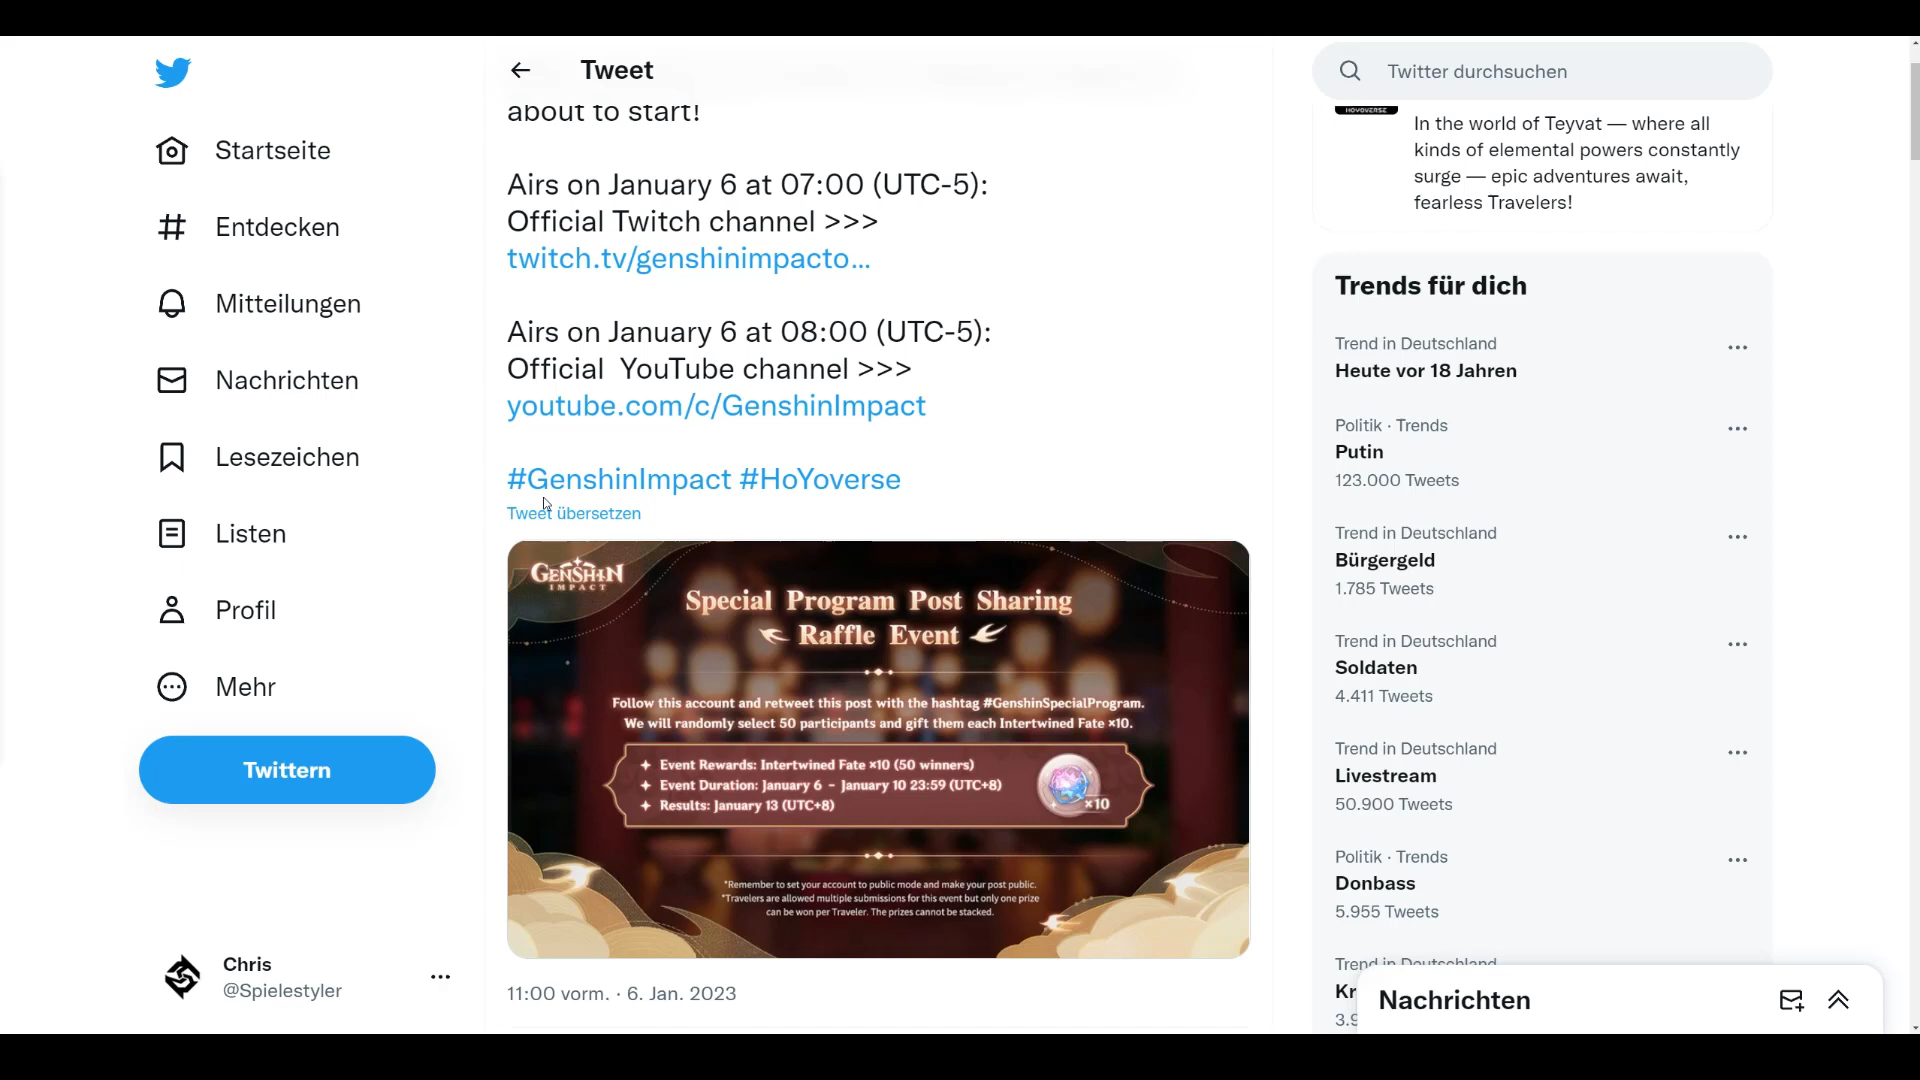 Tweet
Twitter durchsuchen
about to start!
Airs on January 6 at 07:00 (UTC-5):
Official Twitch channel >>>
twitch.tv/genshinimpacto...
Airs on January 6 at 08:00 (UTC-5):
Official YouTube channel >>>
youtube.com/c/GenshinImpact
#GenshinImpact #HoYoverse
Tweet übersetzen
GENSHIN
IMPACT
Special Program Post Sharing
Raffle Event
Follow this account and retweet this post with the hashtag #GenshinSpecialProgram.
We will randomly select 50 participants and gift them each Intertwined Fate ×10.
Event Rewards: Intertwined Fate ×10 (50 winners)
Event Duration: January 6 – January 10 23:59 (UTC+8)
Results: January 13 (UTC+8)
×10
*Remember to set your account to public mode and make your post public.
*Travelers are allowed multiple submissions for this event but only one prize
can be won per Traveler. The prizes cannot be stacked.
11:00 vorm. · 6. Jan. 2023
Startseite
Entdecken
Mitteilungen
Nachrichten
Lesezeichen
Listen
Profil
Mehr
Twittern
Chris
@Spielestyler
HOYOVERSE
In the world of Teyvat — where all
kinds of elemental powers constantly
surge — epic adventures await,
fearless Travelers!
Trends für dich
Trend in Deutschland
Heute vor 18 Jahren
Politik · Trends
Putin
123.000 Tweets
Trend in Deutschland
Bürgergeld
1.785 Tweets
Trend in Deutschland
Soldaten
4.411 Tweets
Trend in Deutschland
Livestream
50.900 Tweets
Politik · Trends
Donbass
5.955 Tweets
Trend in Deutschland
Kr
3.9
Nachrichten